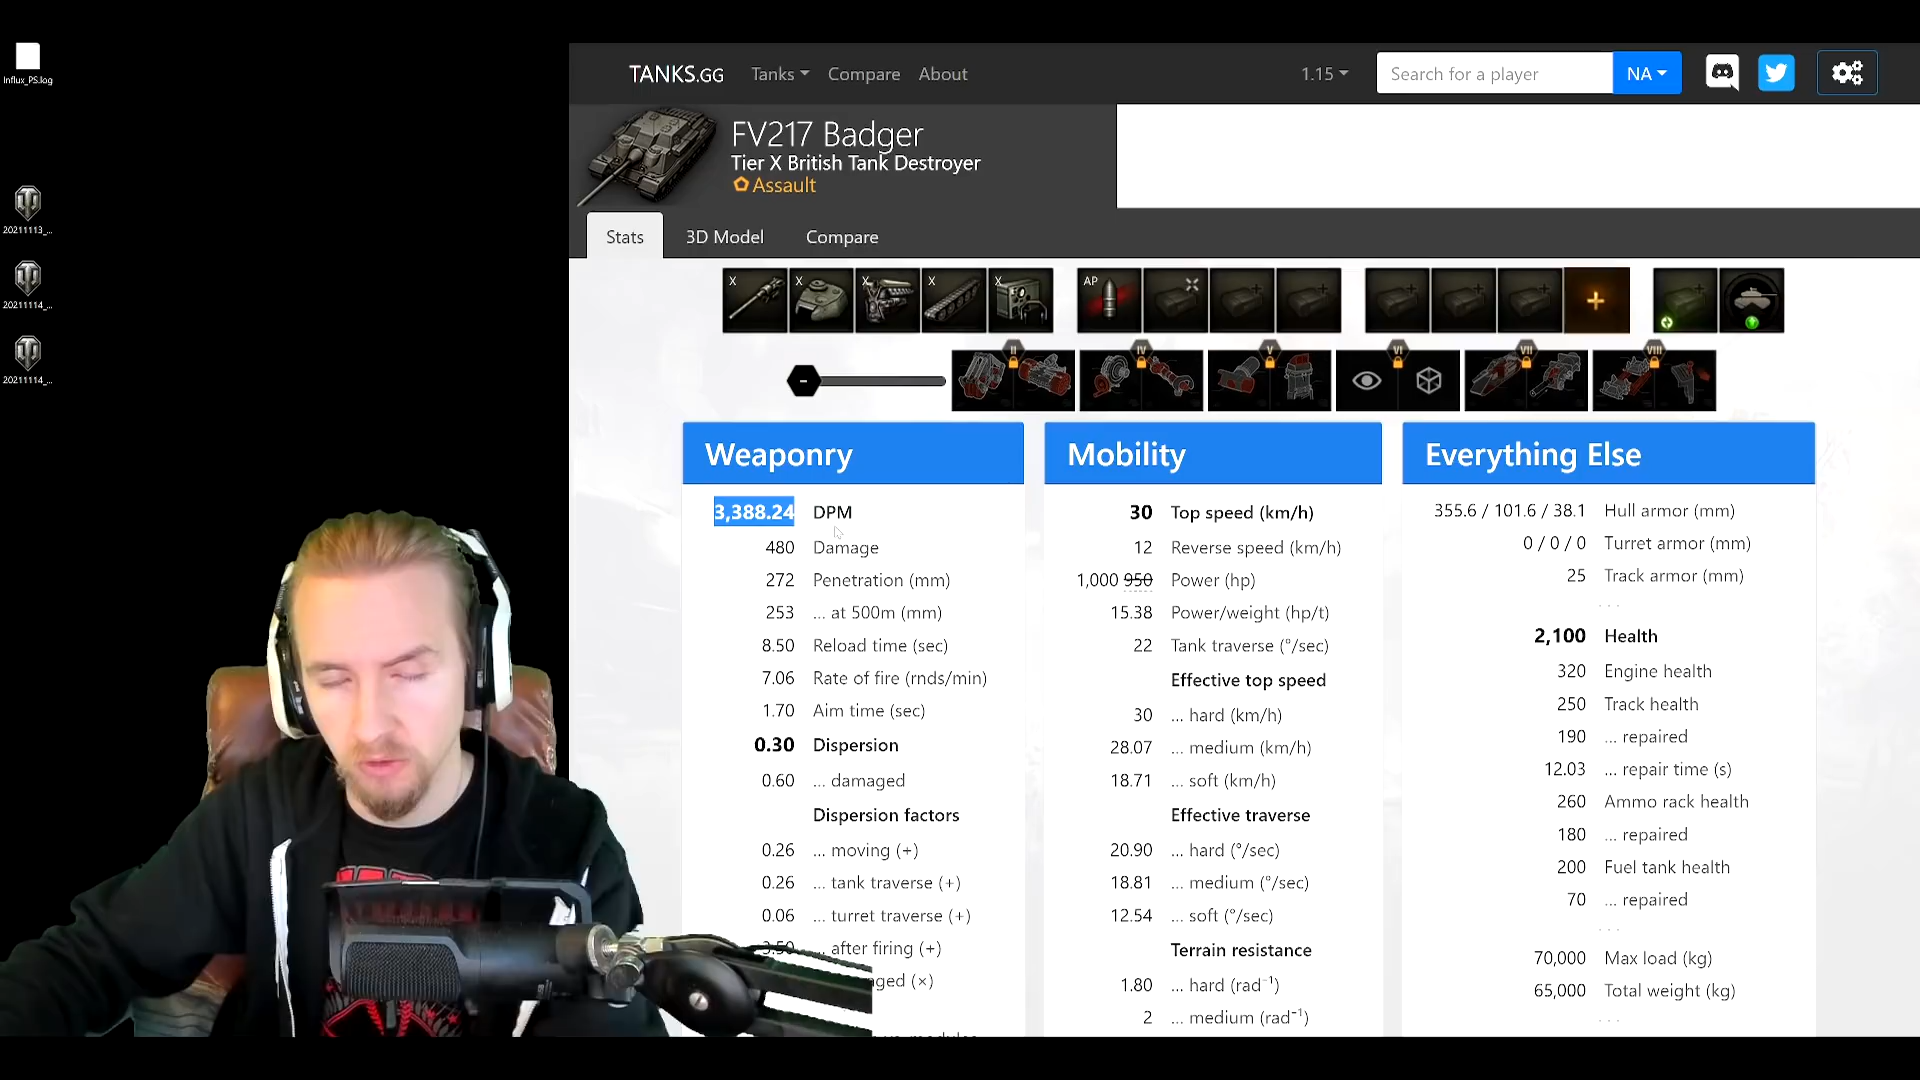 Influx_PS.log
20211113_...
20211114_...
20211114_...
TANKS.GG Tanks Compare About 1.15 Search for a player NA
FV217 Badger
Tier X British Tank Destroyer
Assault
Stats 3D Model Compare
X X X X X AP
II IV V VI VII VIII
Weaponry
3,388.24 DPM
480 Damage
272 Penetration (mm)
253 ... at 500m (mm)
8.50 Reload time (sec)
7.06 Rate of fire (rnds/min)
1.70 Aim time (sec)
0.30 Dispersion
0.60 ... damaged
Dispersion factors
0.26 ... moving (+)
0.26 ... tank traverse (+)
0.06 ... turret traverse (+)
3.50 ... after firing (+)
aged (×)
Mobility
30 Top speed (km/h)
12 Reverse speed (km/h)
1,000 950 Power (hp)
15.38 Power/weight (hp/t)
22 Tank traverse (°/sec)
Effective top speed
30 ... hard (km/h)
28.07 ... medium (km/h)
18.71 ... soft (km/h)
Effective traverse
20.90 ... hard (°/sec)
18.81 ... medium (°/sec)
12.54 ... soft (°/sec)
Terrain resistance
1.80 ... hard (rad⁻¹)
2 ... medium (rad⁻¹)
Everything Else
355.6 / 101.6 / 38.1 Hull armor (mm)
0 / 0 / 0 Turret armor (mm)
25 Track armor (mm)
...
2,100 Health
320 Engine health
250 Track health
190 ... repaired
12.03 ... repair time (s)
260 Ammo rack health
180 ... repaired
200 Fuel tank health
70 ... repaired
...
70,000 Max load (kg)
65,000 Total weight (kg)
...